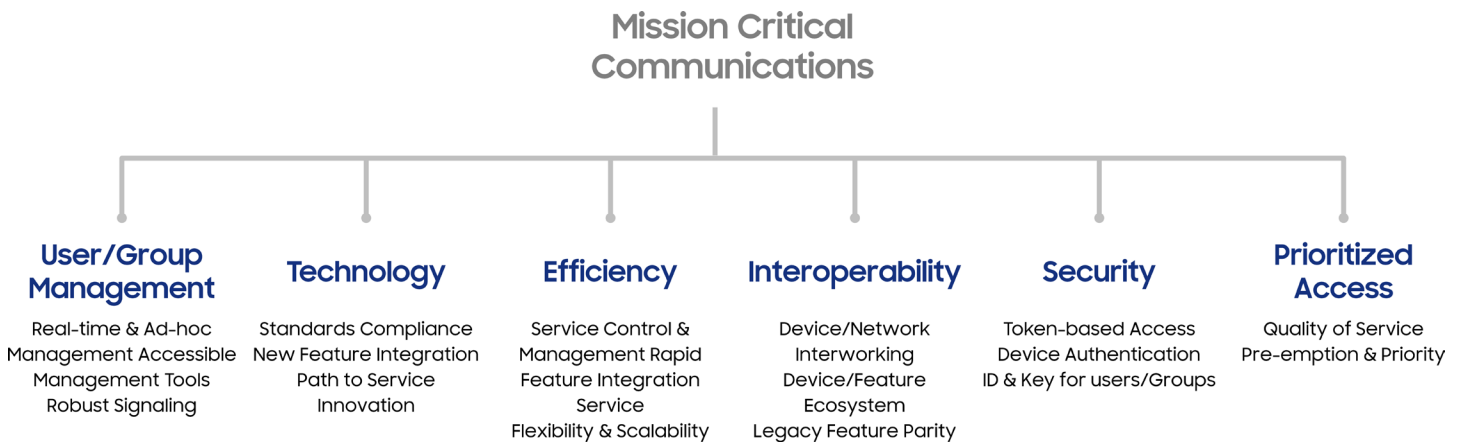 Mission Critical
Communications
User/Group
Management
Real-time & Ad-hoc
Management Accessible
Management Tools
Robust Signaling
Technology
Standards Compliance
New Feature Integration
Path to Service
Innovation
Efficiency
Service Control &
Management Rapid
Feature Integration
Service
Flexibility & Scalability
Interoperability
Device/Network
Interworking
Device/Feature
Ecosystem
Legacy Feature Parity
Security
Token-based Access
Device Authentication
ID & Key for users/Groups
Prioritized
Access
Quality of Service
Pre-emption & Priority